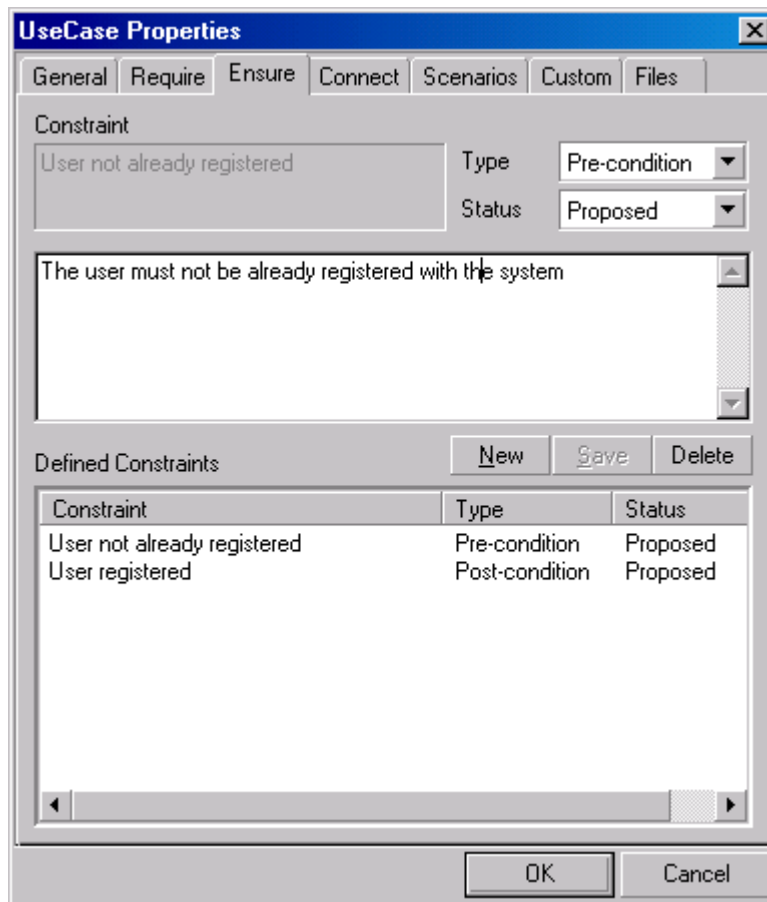 UseCase Properties
General Require Ensure Connect Scenarios Custom Files
Constraint
User not already registered
Type Pre-condition
Status Proposed
The user must not be already registered with the system
Defined Constraints New Save Delete
Constraint Type Status
User not already registered Pre-condition Proposed
User registered Post-condition Proposed
OK Cancel